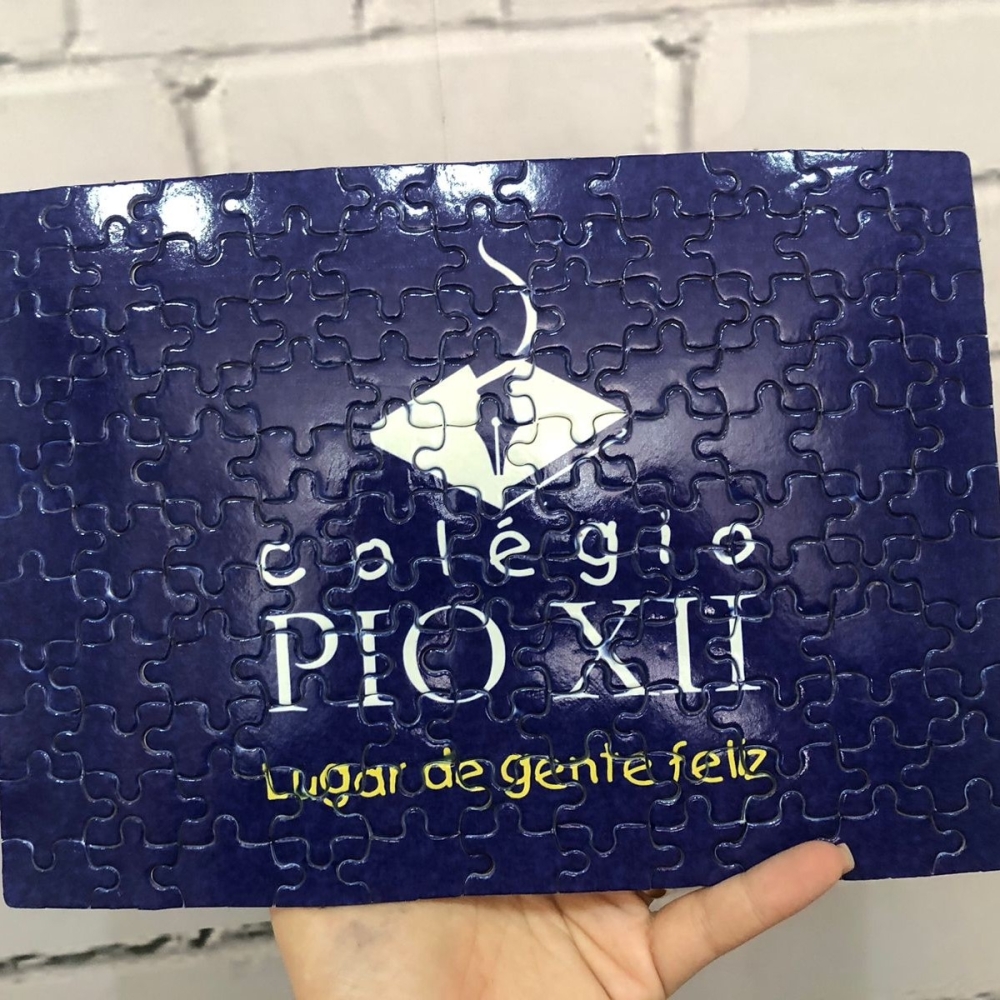 colégio
PIO XII
Lugar de gente feliz